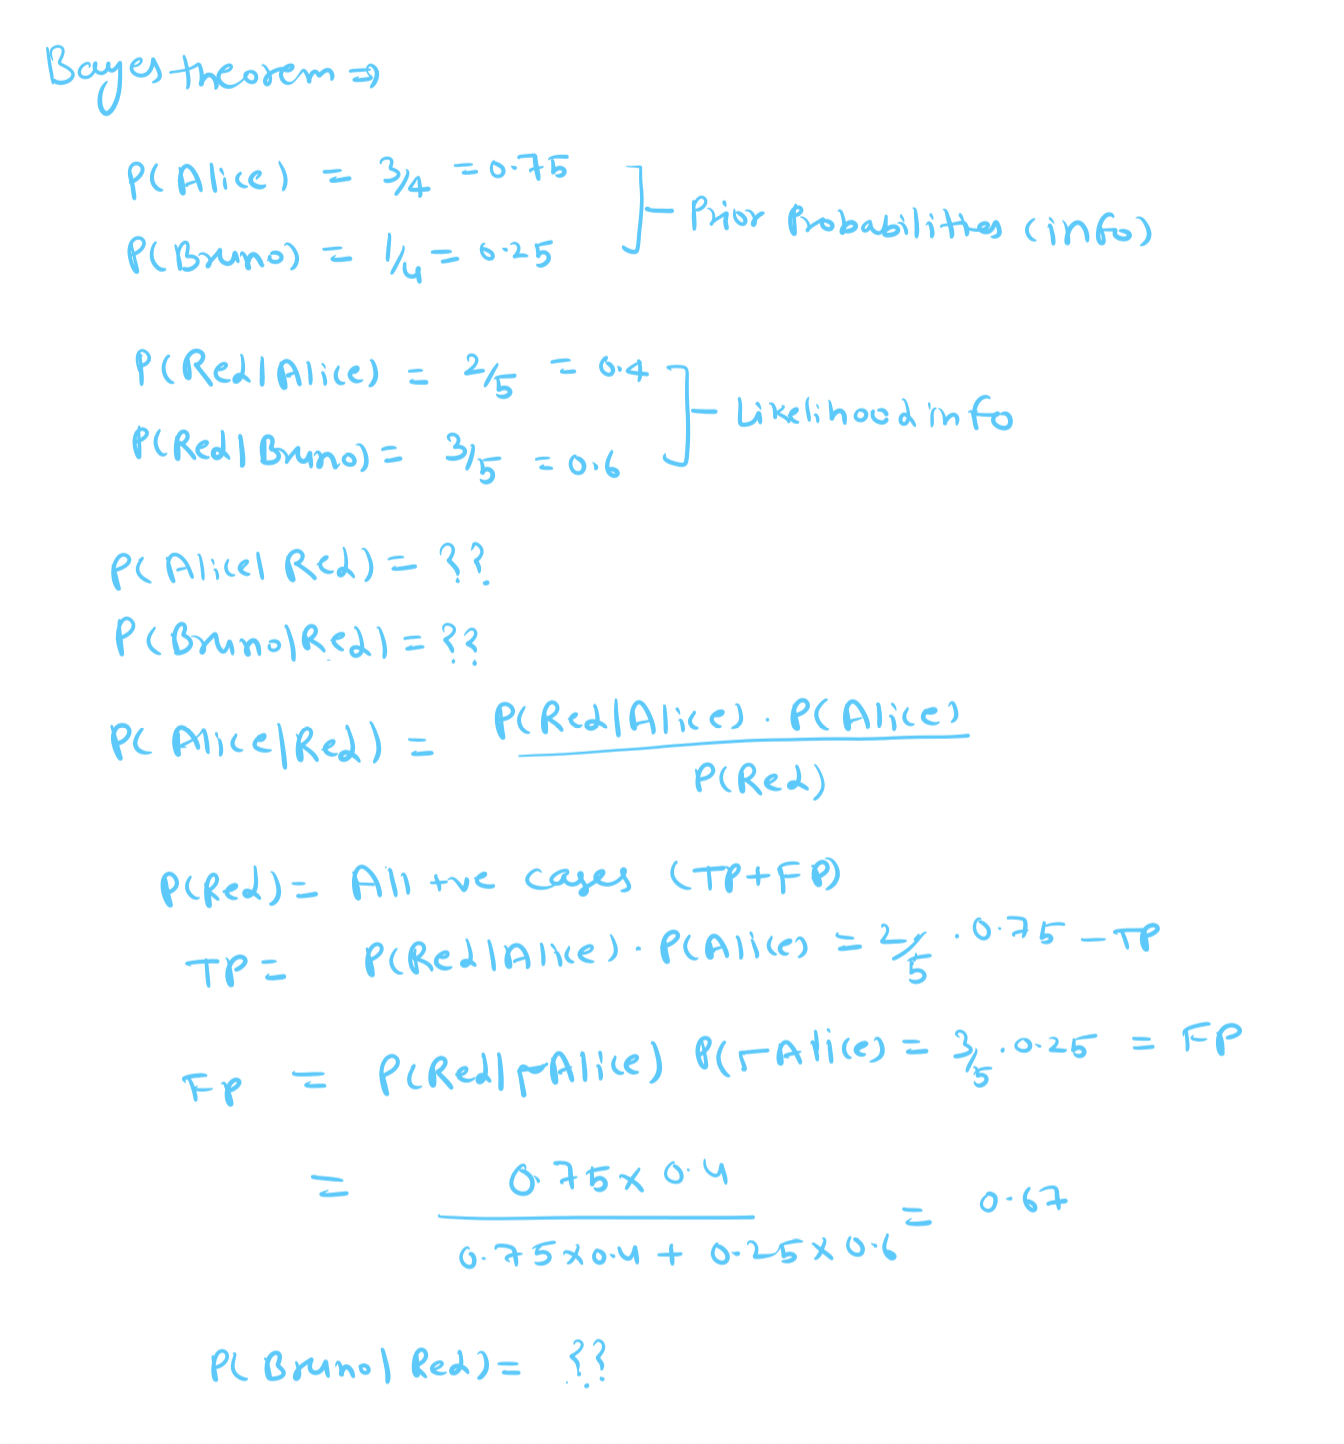 Bayes theorem ⇒
P(Alice) = 3/4 = 0.75
P(Bruno) = 1/4 = 0.25
Prior Probabilitties (info)
P(Red|Alice) = 2/5 = 0.4
P(Red|Bruno) = 3/5 = 0.6
Likelihood info
P(Alice|Red) = ??
P(Bruno|Red) = ??
P(Alice|Red) = P(Red|Alice) . P(Alice) / P(Red)
P(Red) = All +ve cases (TP+FP)
TP = P(Red|Alice) . P(Alice) = 2/5 . 0.75 - TP
FP = P(Red|¬Alice) P(¬Alice) = 3/5 . 0.25 = FP
= 0.75 x 0.4 / 0.75 x 0.4 + 0.25 x 0.6 = 0.67
P(Bruno|Red) = ??